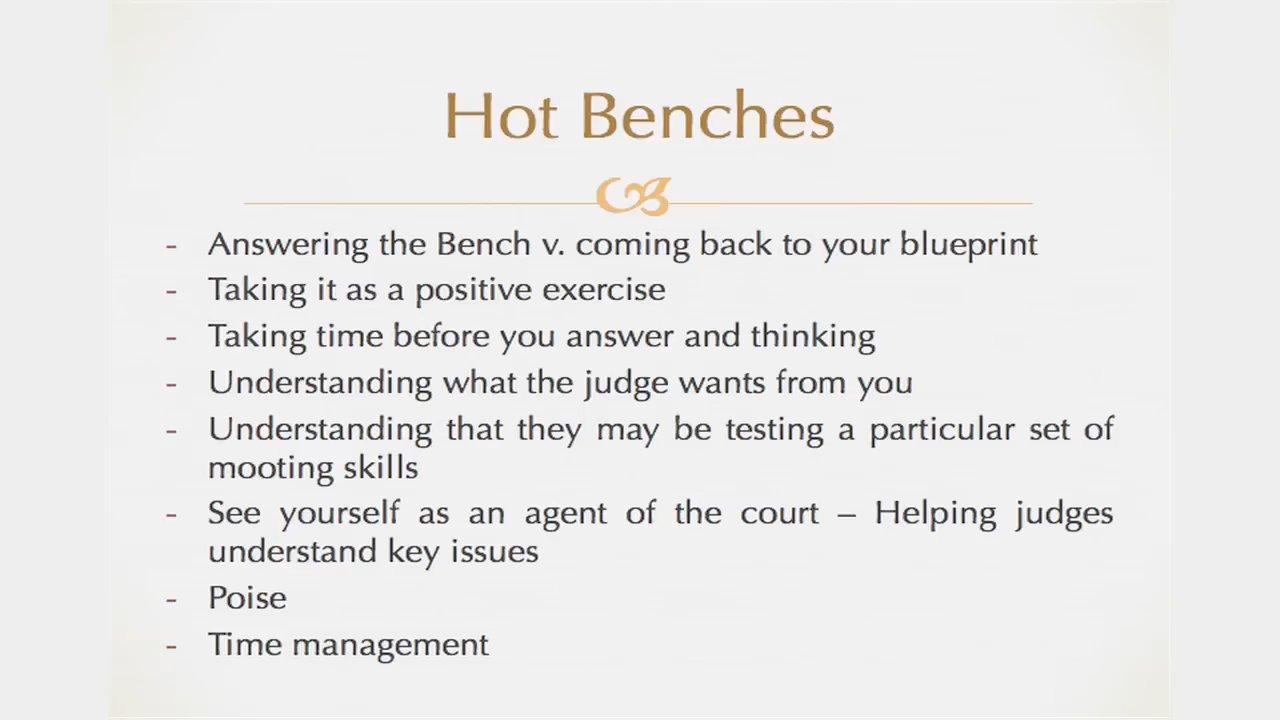 Hot Benches
- Answering the Bench v. coming back to your blueprint
- Taking it as a positive exercise
- Taking time before you answer and thinking
- Understanding what the judge wants from you
- Understanding that they may be testing a particular set of
mooting skills
- See yourself as an agent of the court – Helping judges
understand key issues
- Poise
- Time management